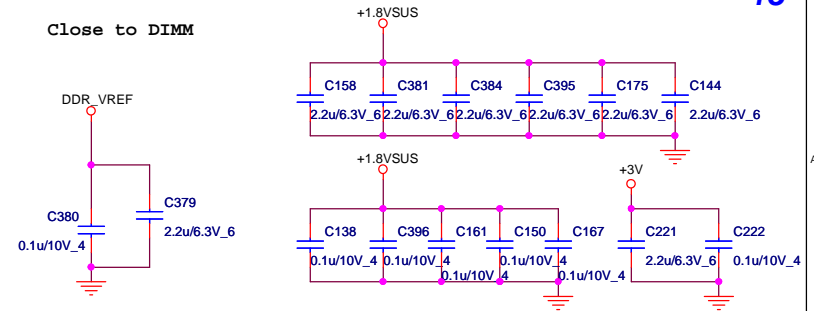 Close to DIMM
+1.8VSUS
C158 C381 C384 C395 C175 C144
2.2u/6.3V_6 2.2u/6.3V_6 2.2u/6.3V_6 2.2u/6.3V_6 2.2u/6.3V_6 2.2u/6.3V_6
DDR_VREF
C380 C379
0.1u/10V_4 2.2u/6.3V_6
+1.8VSUS
+3V
C138 C396 C161 C150 C167 C221 C222
0.1u/10V_4 0.1u/10V_4 0.1u/10V_4 0.1u/10V_4 0.1u/10V_4 2.2u/6.3V_6 0.1u/10V_4